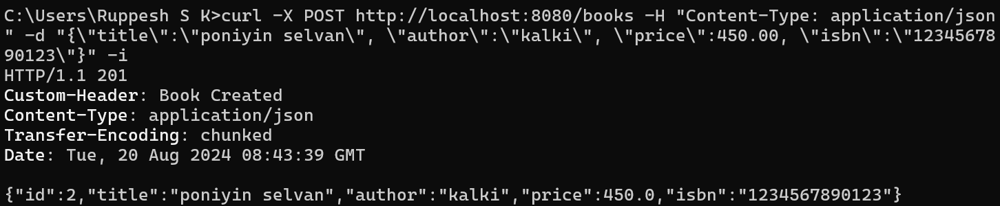 C:\Users\Ruppesh S K>curl -X POST http://localhost:8080/books -H "Content-Type: application/json
" -d "{\"title\":\"poniyin selvan\", \"author\":\"kalki\", \"price\":450.00, \"isbn\":\"12345678
90123\"}" -i
HTTP/1.1 201
Custom-Header: Book Created
Content-Type: application/json
Transfer-Encoding: chunked
Date: Tue, 20 Aug 2024 08:43:39 GMT

{"id":2,"title":"poniyin selvan","author":"kalki","price":450.0,"isbn":"1234567890123"}